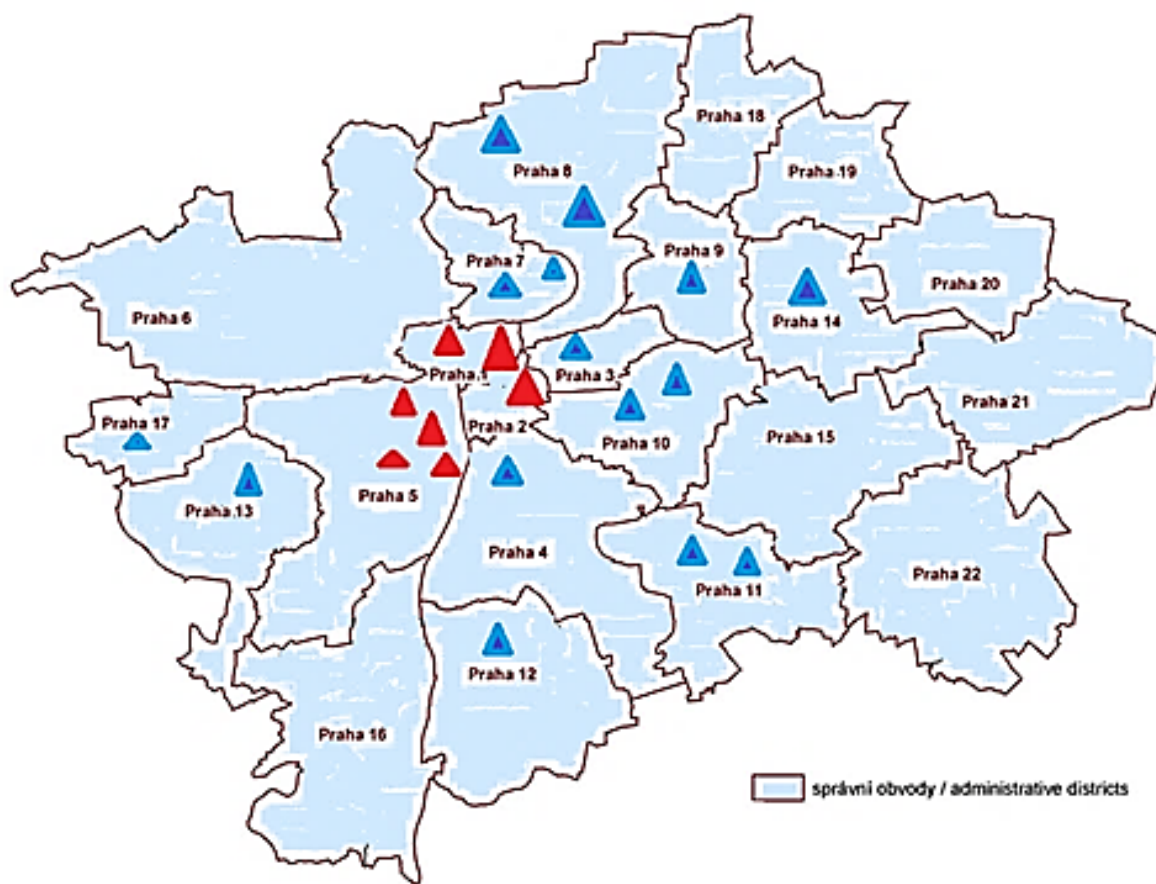 Praha 18
Praha 8
Praha 19
Praha 9
Praha 7
Praha 20
Praha 6
Praha 14
Praha 1
Praha 3
Praha 21
Praha 17
Praha 2
Praha 10
Praha 15
Praha 5
Praha 13
Praha 4
Praha 22
Praha 11
Praha 12
Praha 16
správní obvody / administrative districts